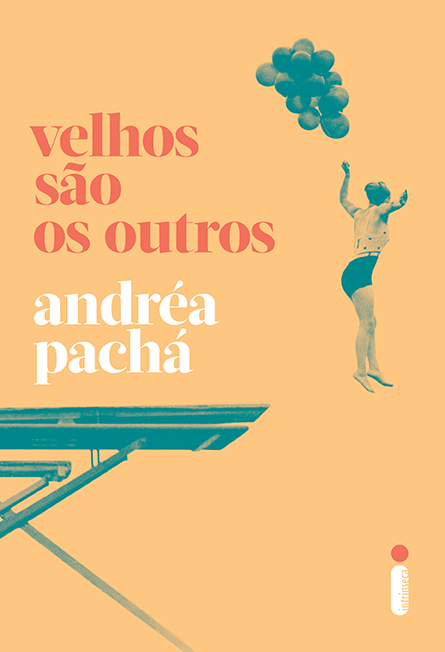 velhos
são
os outros
andréa
pachá
intrínseca